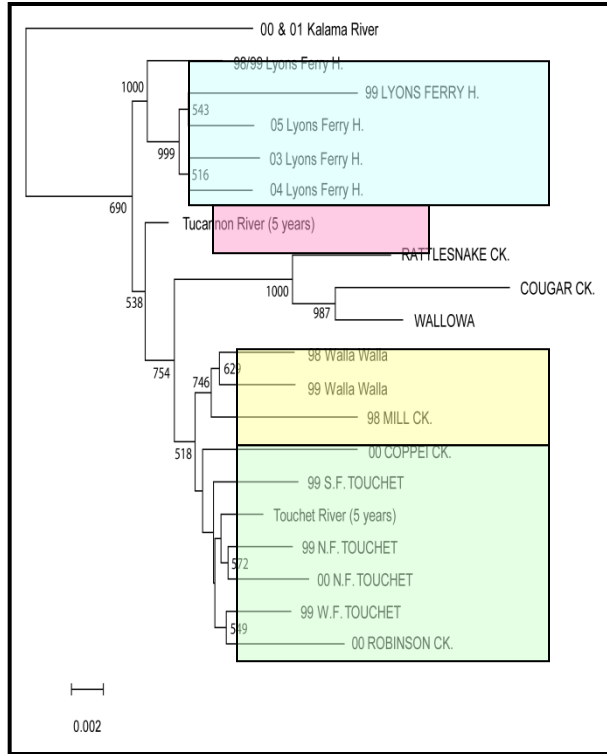 00 & 01 Kalama River
98/99 Lyons Ferry H.
1000
99 LYONS FERRY H.
543
05 Lyons Ferry H.
999
03 Lyons Ferry H.
516
04 Lyons Ferry H.
690
Tucannon River (5 years)
RATTLESNAKE CK.
538
1000
COUGAR CK.
987
WALLOWA
98 Walla Walla
754
629
746
99 Walla Walla
98 MILL CK.
518
00 COPPEI CK.
99 S.F. TOUCHET
Touchet River (5 years)
99 N.F. TOUCHET
572
00 N.F. TOUCHET
99 W.F. TOUCHET
549
00 ROBINSON CK.
0.002